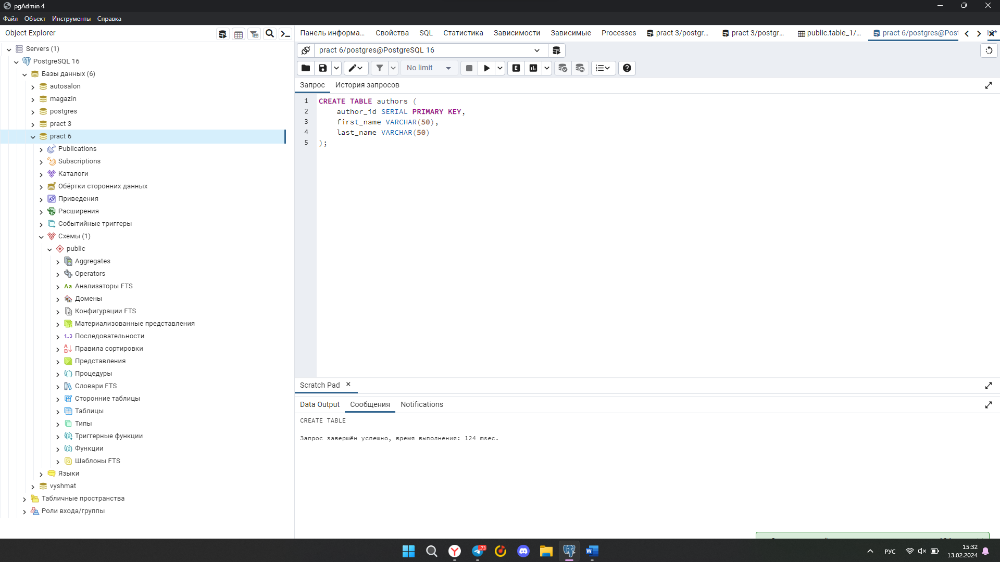 pgAdmin 4
Файл Объект Инструменты Справка
Object Explorer
Панель информа... Свойства SQL Статистика Зависимости Зависимые Processes pract 3/postgr... pract 3/postgr... public.table_1/... pract 6/postgres@Post
Servers (1)
PostgreSQL 16
Базы данных (6)
autosalon
magazin
postgres
pract 3
pract 6
Publications
Subscriptions
Каталоги
Обёртки сторонних данных
Приведения
Расширения
Событийные триггеры
Схемы (1)
public
Aggregates
Operators
Aa Анализаторы FTS
Домены
Конфигурации FTS
Материализованные представления
1..3 Последовательности
Правила сортировки
Представления
Процедуры
Словари FTS
Сторонние таблицы
Таблицы
Типы
Триггерные функции
Функции
Шаблоны FTS
Языки
vyshmat
Табличные пространства
Роли входа/группы
pract 6/postgres@PostgreSQL 16
No limit
E
Запрос История запросов
1 CREATE TABLE authors (
2 author_id SERIAL PRIMARY KEY,
3 first_name VARCHAR(50),
4 last_name VARCHAR(50)
5 );
Scratch Pad
Data Output Сообщения Notifications
CREATE TABLE
Запрос завершён успешно, время выполнения: 124 msec.
73
РУС
15:32
13.02.2024